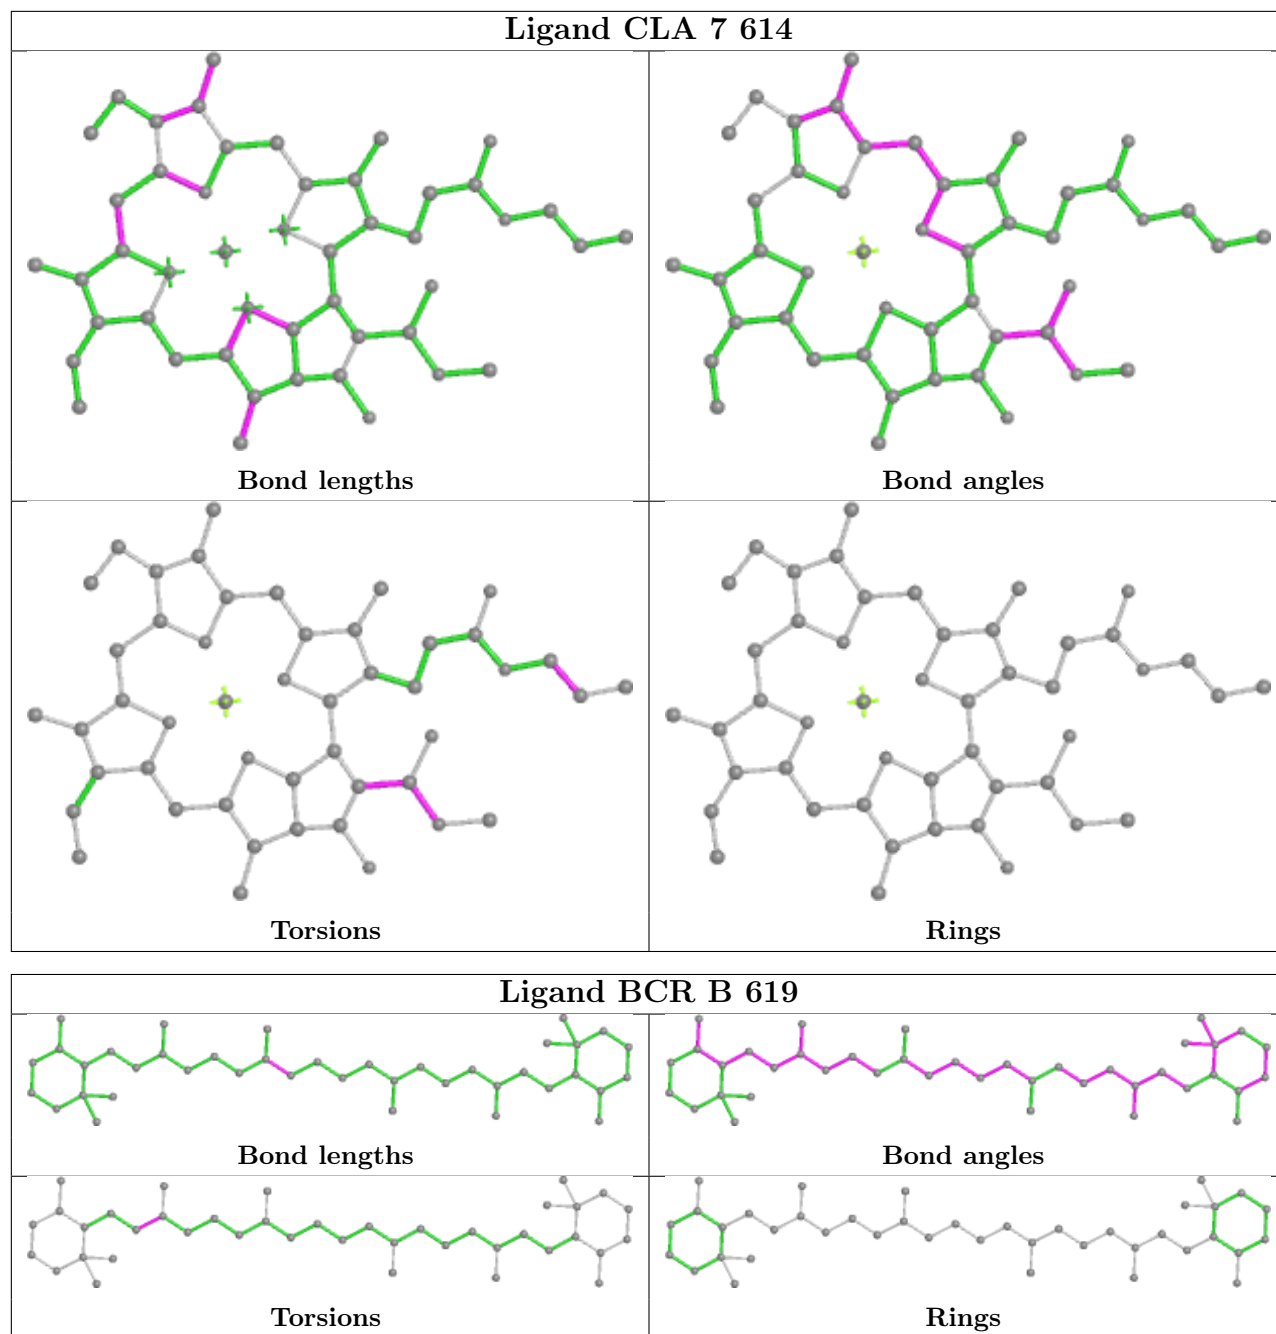 Ligand CLA 7 614
Bond lengths
Bond angles
Torsions
Rings
Ligand BCR B 619
Bond lengths
Bond angles
Torsions
Rings